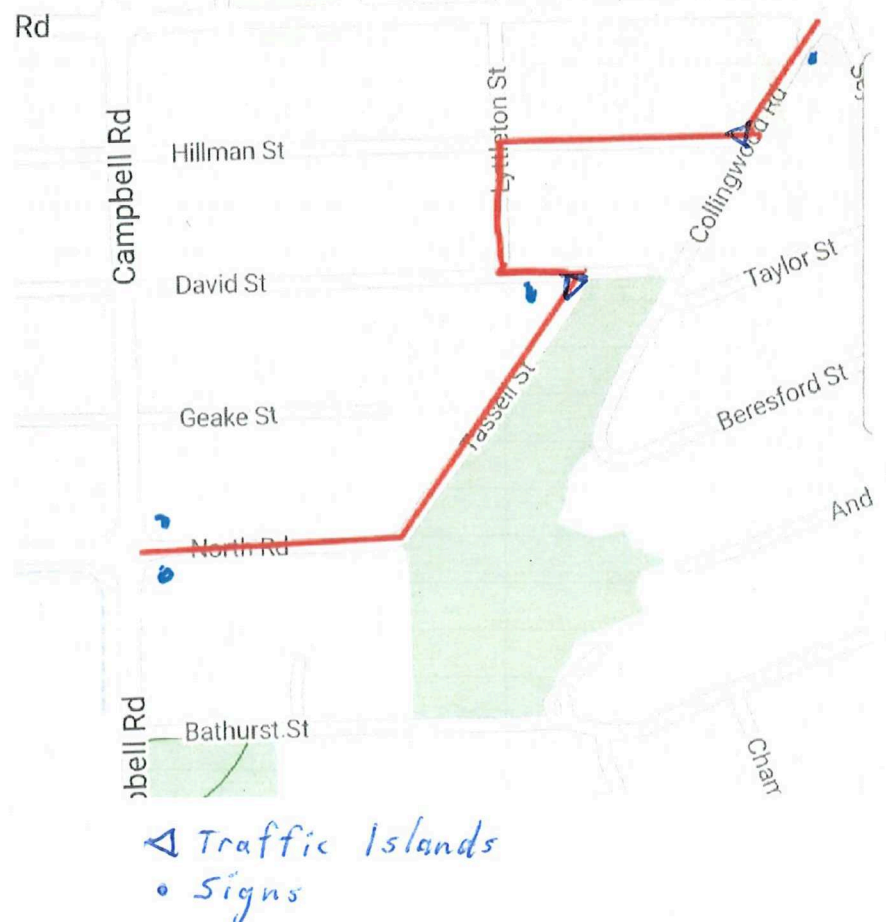 Rd
Campbell Rd
Hillman St
Lyttleton St
Collingwood Rd
David St
Taylor St
Geake St
Tassell St
Beresford St
And
North Rd
bell Rd
Bathurst St
Cham
Traffic Islands
Signs